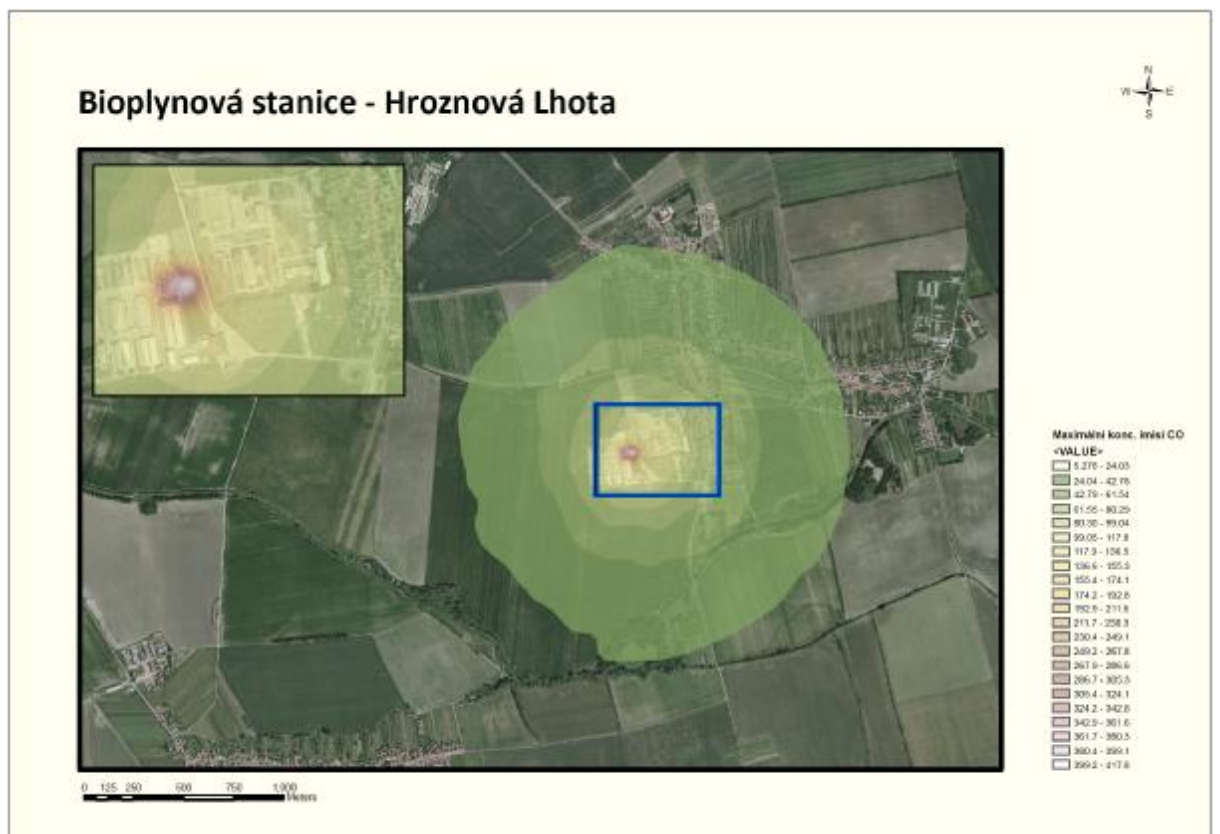 Bioplynová stanice - Hroznová Lhota
N
W E
S
Maximální konc. imisí CO
<VALUE>
5.276 - 24.03
24.04 - 42.78
42.79 - 61.54
61.55 - 80.29
80.30 - 99.04
99.05 - 117.8
117.9 - 136.5
136.6 - 155.3
155.4 - 174.1
174.2 - 192.8
192.9 - 211.6
211.7 - 230.3
230.4 - 249.1
249.2 - 267.8
267.9 - 286.6
286.7 - 305.3
305.4 - 324.1
324.2 - 342.8
342.9 - 361.6
361.7 - 380.3
380.4 - 399.1
399.2 - 417.8
0 125 250 500 750 1,000
Meters